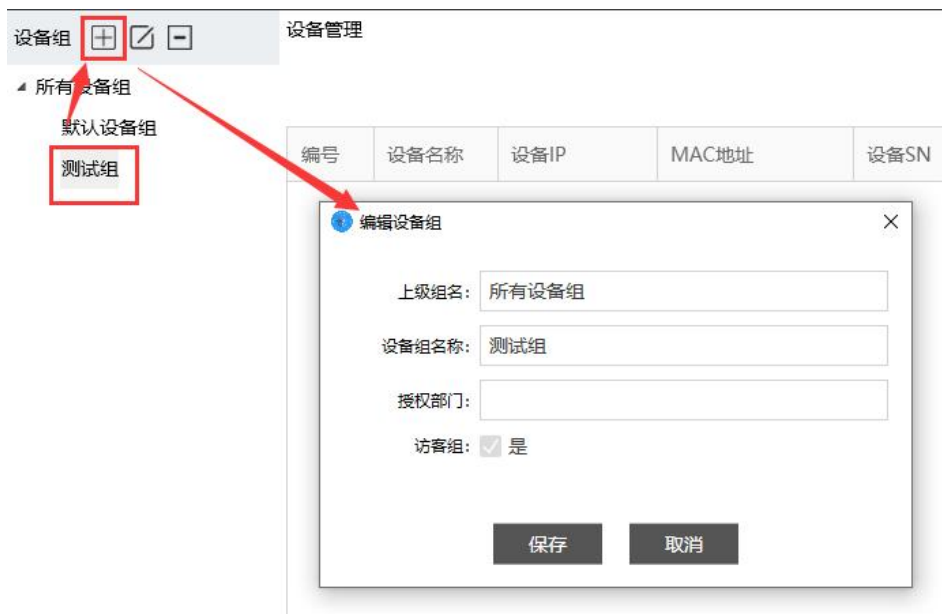 设备组
设备管理
所有设备组
默认设备组
测试组
编号 设备名称 设备IP MAC地址 设备SN
编辑设备组
上级组名: 所有设备组
设备组名称: 测试组
授权部门:
访客组: 是
保存 取消